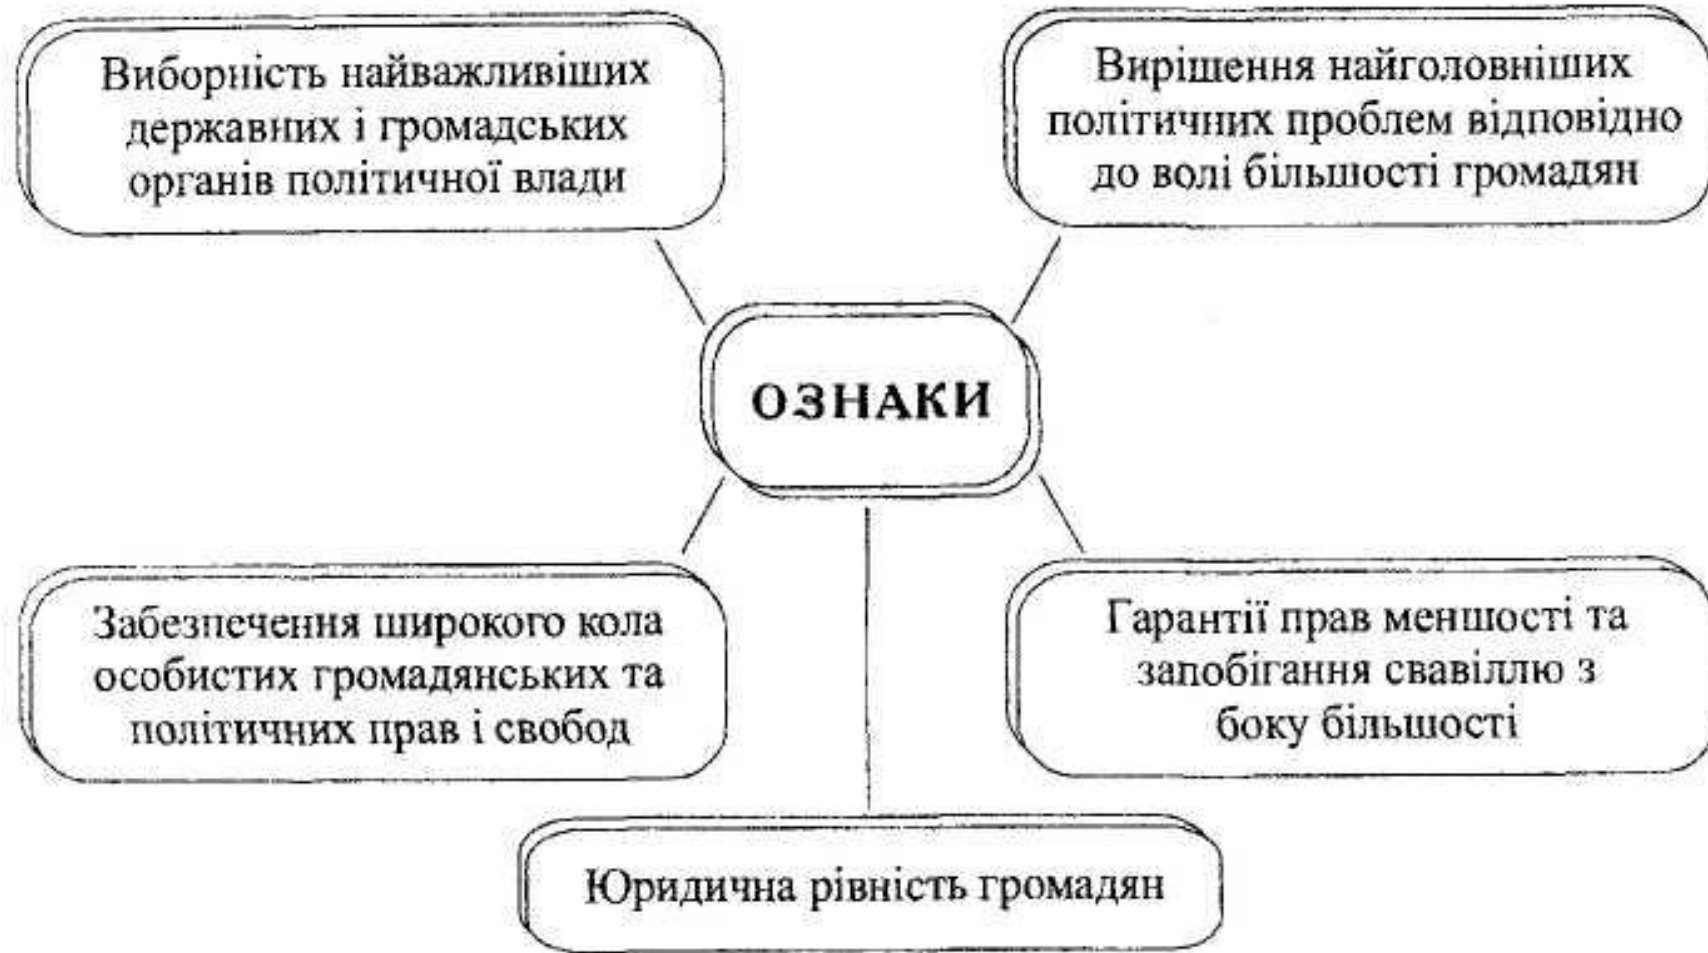 Виборність найважливіших
державних і громадських
органів політичної влади
Вирішення найголовніших
політичних проблем відповідно
до волі більшості громадян
ОЗНАКИ
Забезпечення широкого кола
особистих громадянських та
політичних прав і свобод
Гарантії прав меншості та
запобігання свавіллю з
боку більшості
Юридична рівність громадян